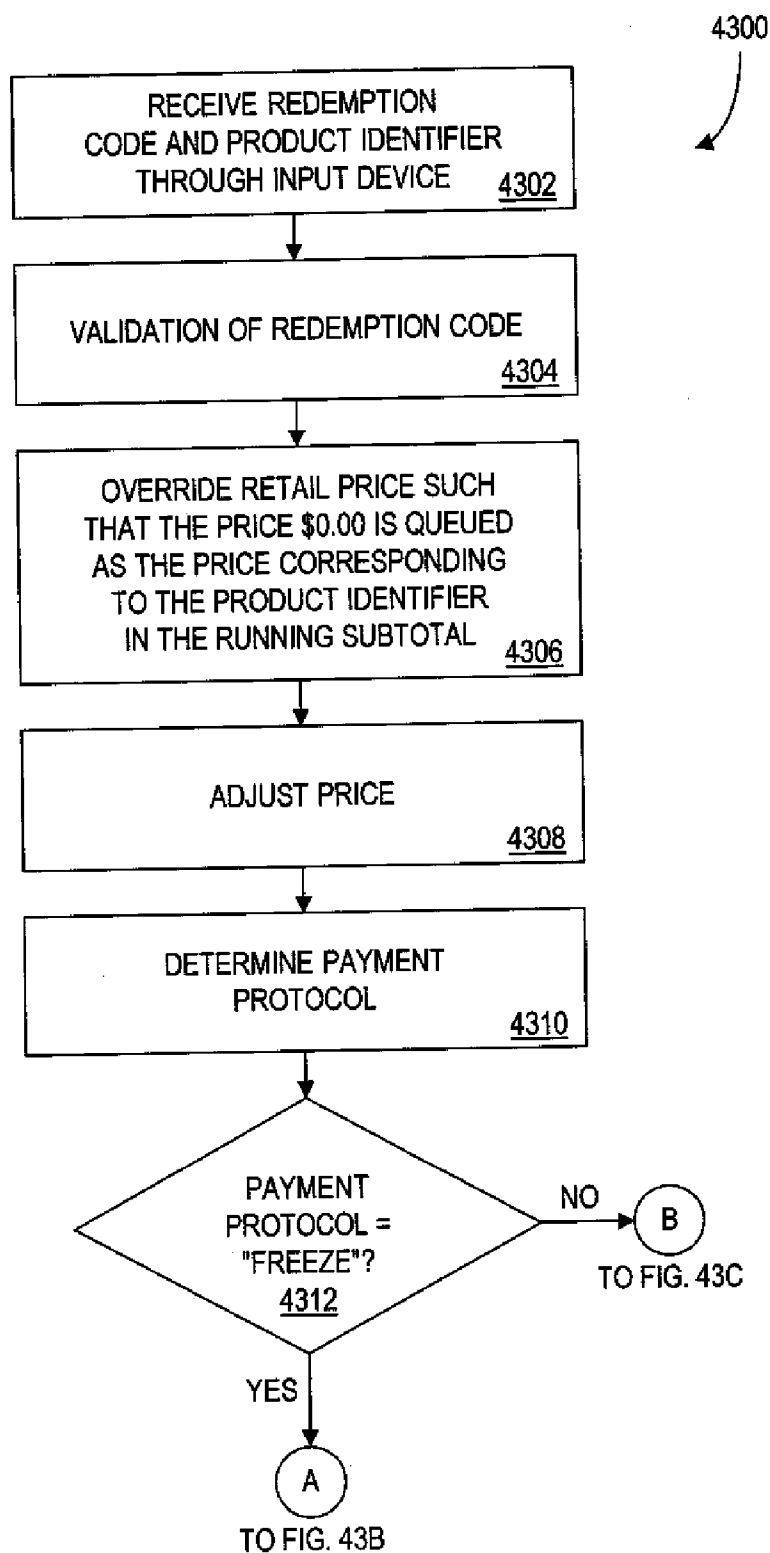 4300
RECEIVE REDEMPTION
CODE AND PRODUCT IDENTIFIER
THROUGH INPUT DEVICE
4302
VALIDATION OF REDEMPTION CODE
4304
OVERRIDE RETAIL PRICE SUCH
THAT THE PRICE $0.00 IS QUEUED
AS THE PRICE CORRESPONDING
TO THE PRODUCT IDENTIFIER
IN THE RUNNING SUBTOTAL
4306
ADJUST PRICE
4308
DETERMINE PAYMENT
PROTOCOL
4310
PAYMENT
PROTOCOL =
"FREEZE"?
4312
NO
B
TO FIG. 43C
YES
A
TO FIG. 43B